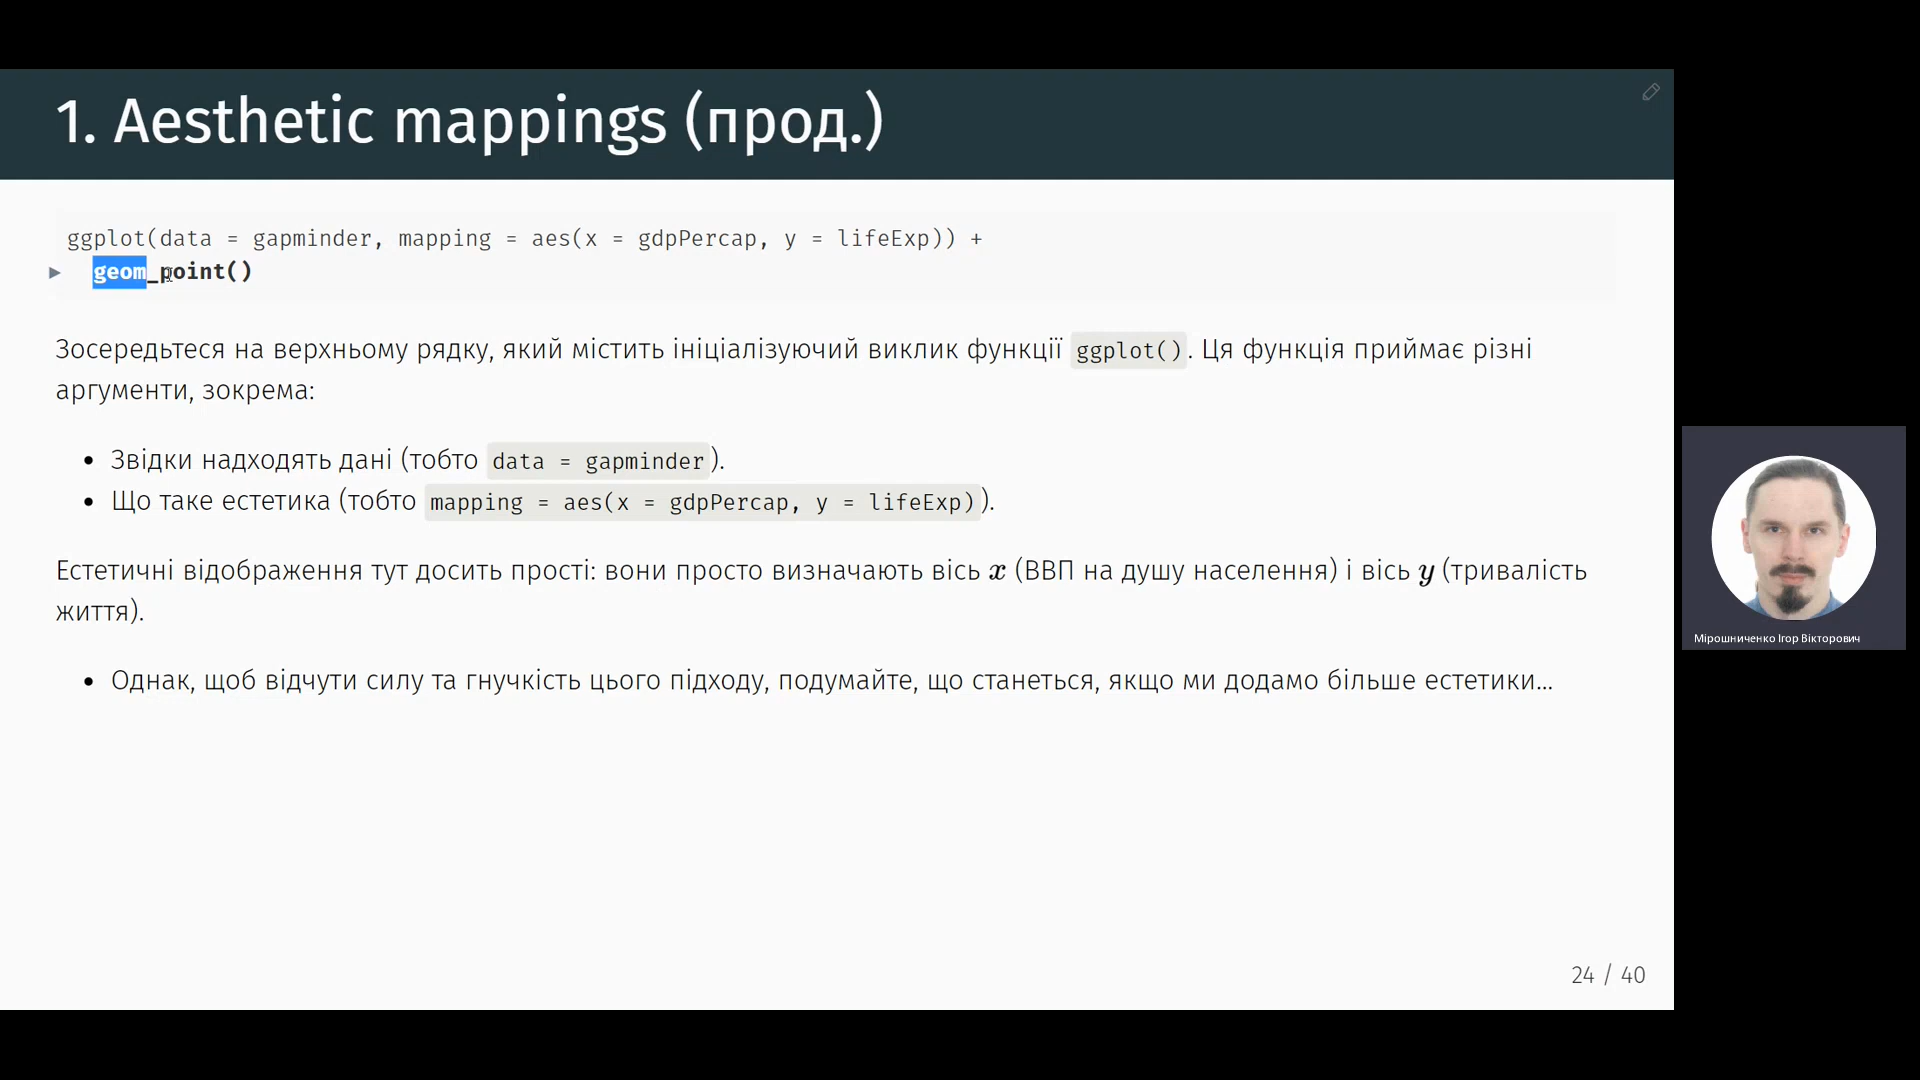 1. Aesthetic mappings (прод.)
ggplot(data = gapminder, mapping = aes(x = gdpPercap, y = lifeExp)) +
geom_point()
Зосередьтеся на верхньому рядку, який містить ініціалізуючий виклик функції ggplot(). Ця функція приймає різні
аргументи, зокрема:
• Звідки надходять дані (тобто data = gapminder).
• Що таке естетика (тобто mapping = aes(x = gdpPercap, y = lifeExp)).
Естетичні відображення тут досить прості: вони просто визначають вісь x (ВВП на душу населення) і вісь y (тривалість
життя).
• Однак, щоб відчути силу та гнучкість цього підходу, подумайте, що станеться, якщо ми додамо більше естетики...
Мірошниченко Ігор Вікторович
24 / 40